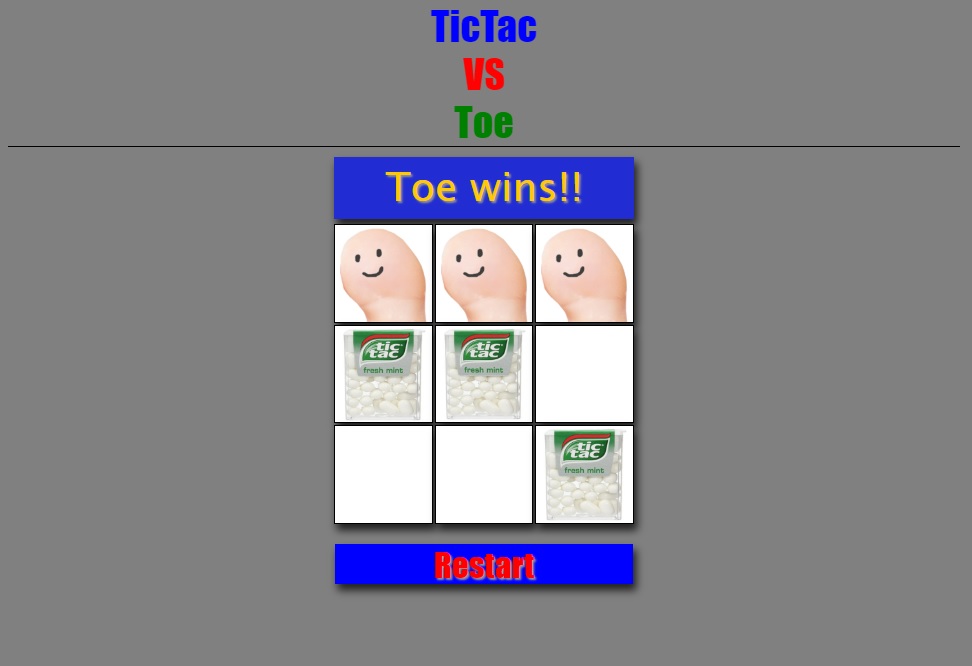 TicTac
VS
Toe
Toe wins!!
tic
tac
fresh mint
tic
tac
fresh mint
tic
tac
fresh mint
Restart